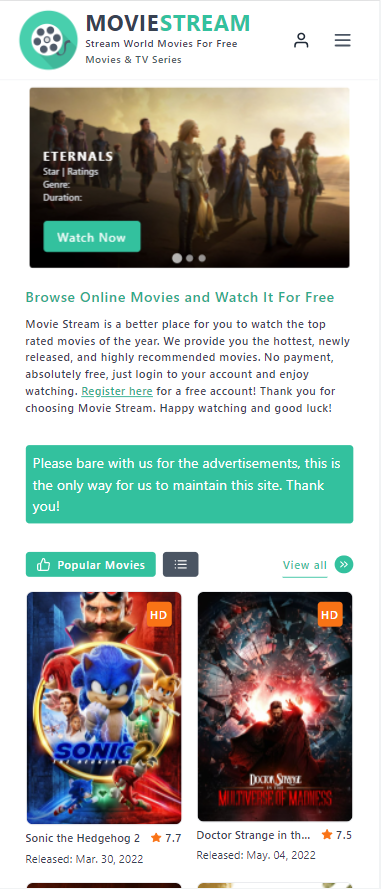 MOVIESTREAM
Stream World Movies For Free
Movies & TV Series
ETERNALS
Star | Ratings
Genre:
Duration:
Watch Now
Browse Online Movies and Watch It For Free
Movie Stream is a better place for you to watch the top
rated movies of the year. We provide you the hottest, newly
released, and highly recommended movies. No payment,
absolutely free, just login to your account and enjoy
watching. Register here for a free account! Thank you for
choosing Movie Stream. Happy watching and good luck!
Please bare with us for the advertisements, this is
the only way for us to maintain this site. Thank
you!
Popular Movies
View all
HD
SONIC 2
THE HEDGEHOG
HD
DOCTOR STRANGE
IN THE
MULTIVERSE OF MADNESS
Sonic the Hedgehog 2 7.7
Released: Mar. 30, 2022
Doctor Strange in th... 7.5
Released: May. 04, 2022